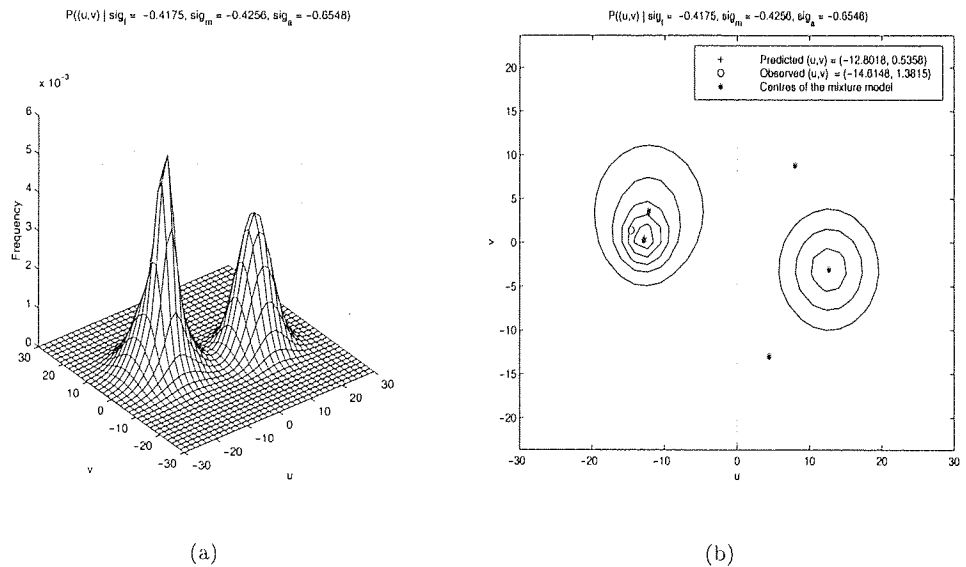 P((u,v) | sig_f = -0.4175, sig_m = -0.4256, sig_a = -0.6548)
x 10^-3
6
5
4
3
2
1
0
Frequency
30
20
10
0
-10
-20
-30
v
-30
-20
-10
0
10
20
30
u
(a)
P((u,v) | sig_f = -0.4175, sig_m = -0.4256, sig_a = -0.6548)
+ Predicted (u,v) = (-12.8018, 0.5358)
o Observed (u,v) = (-14.6148, 1.3815)
* Centres of the mixture model
20
15
10
5
0
-5
-10
-15
-20
v
-30
-20
-10
0
10
20
30
u
(b)